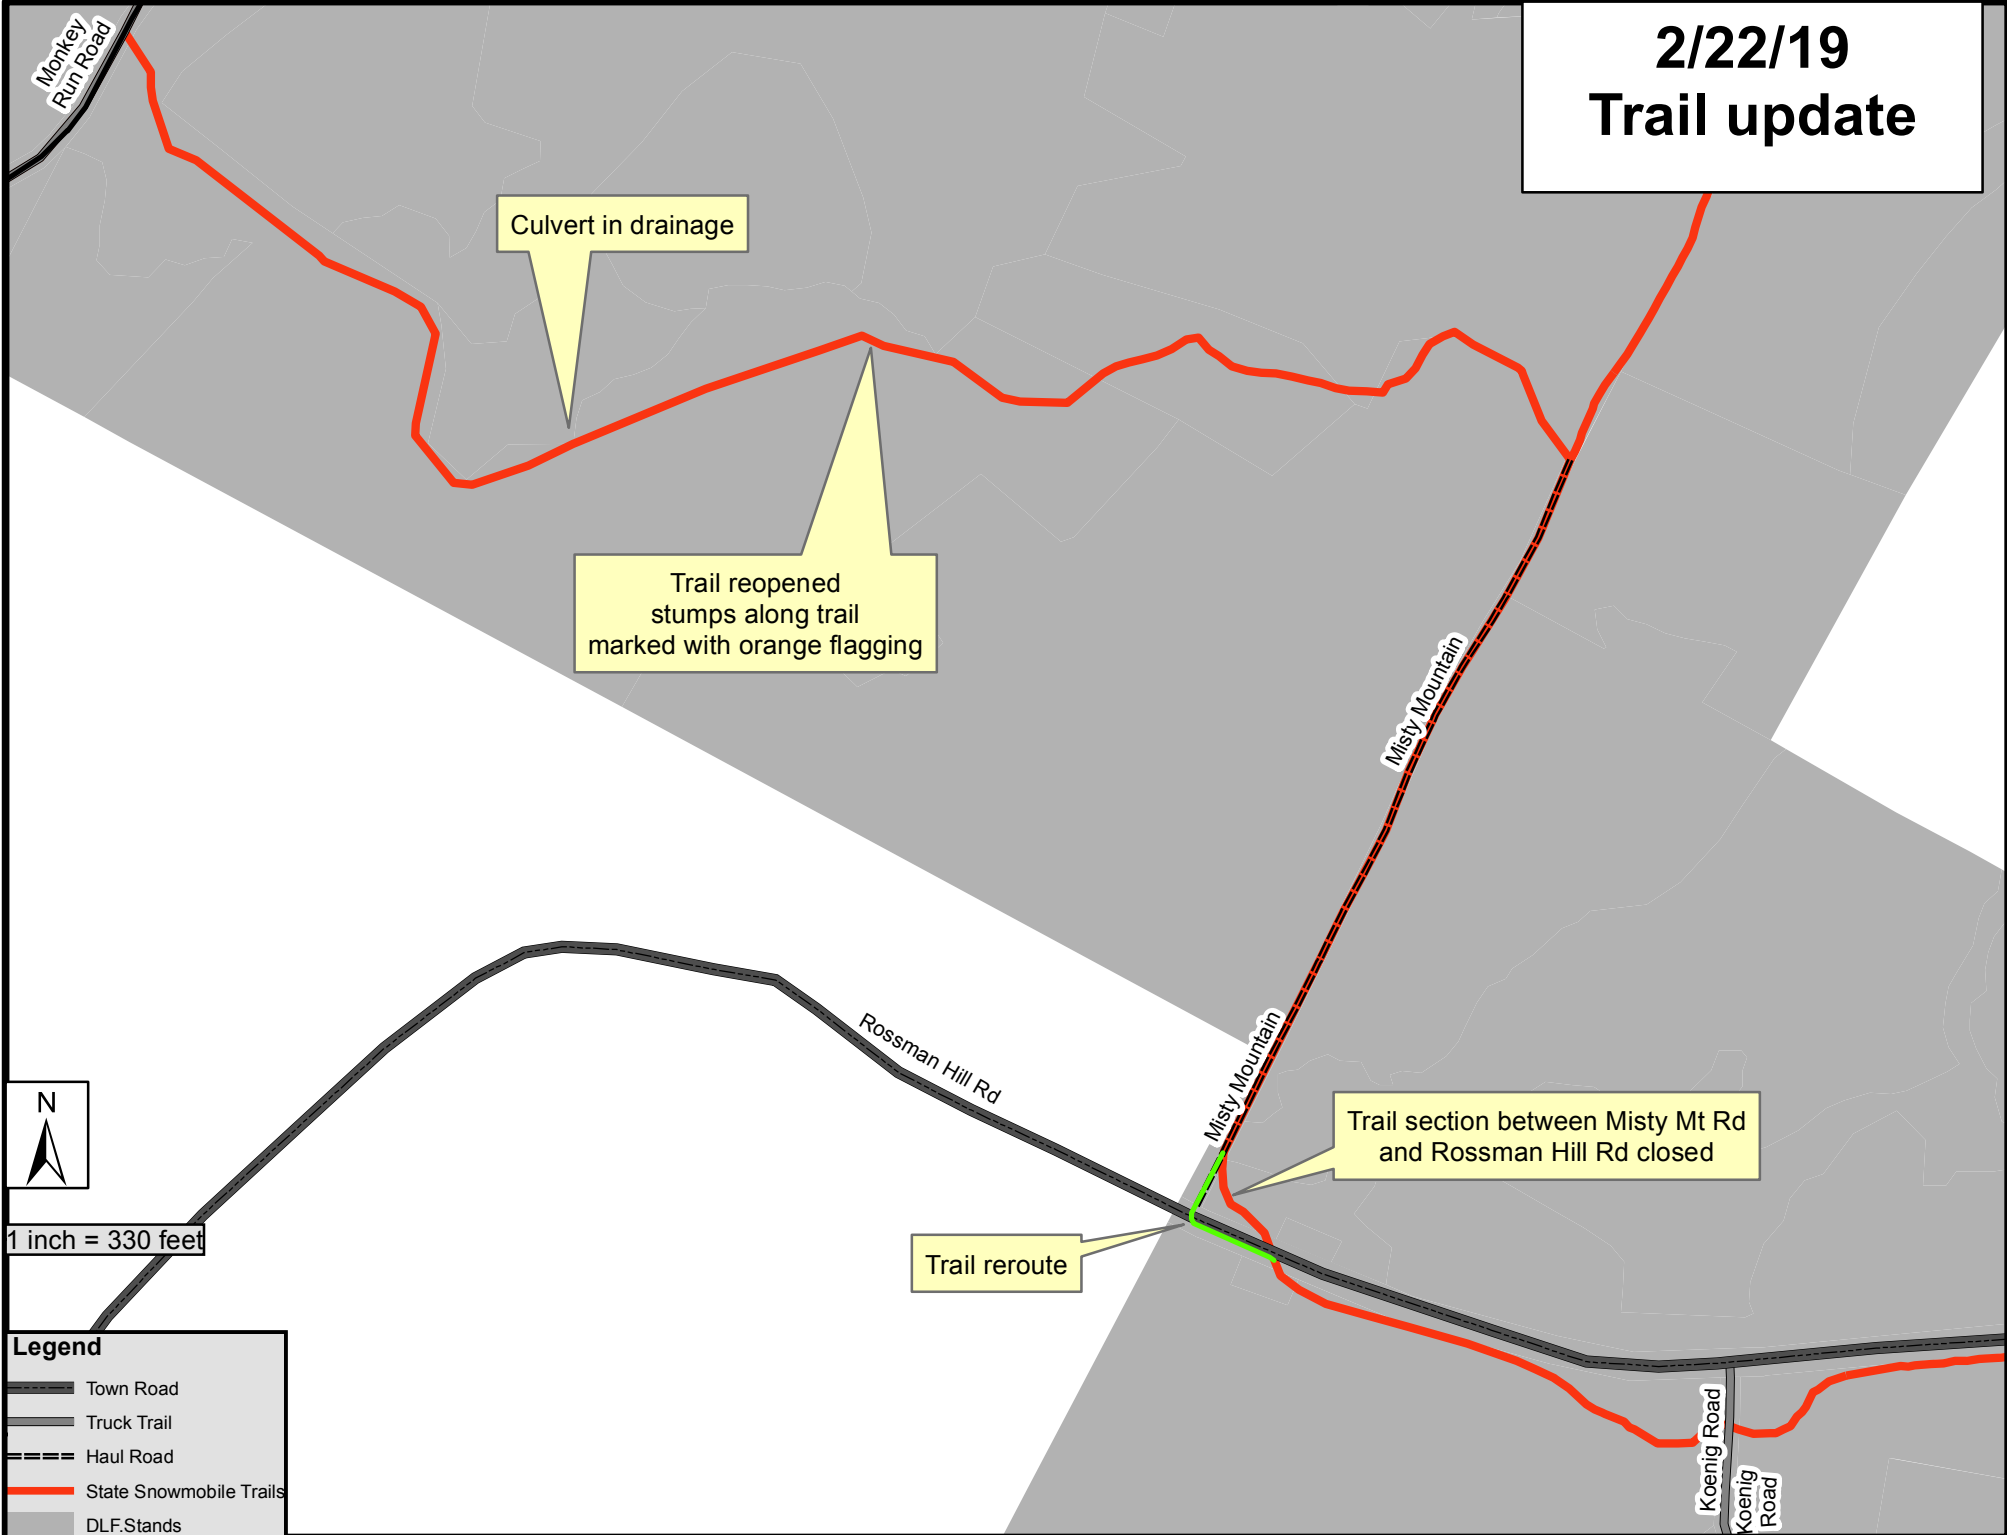 2/22/19
Trail update
Monkey
Run Road
Culvert in drainage
Trail reopened
stumps along trail
marked with orange flagging
Misty Mountain
Rossman Hill Rd
Misty Mountain
N
Trail section between Misty Mt Rd
and Rossman Hill Rd closed
1 inch = 330 feet
Trail reroute
Legend
Town Road
Truck Trail
Haul Road
State Snowmobile Trails
DLF.Stands
Koenig Road
Koenig
Road